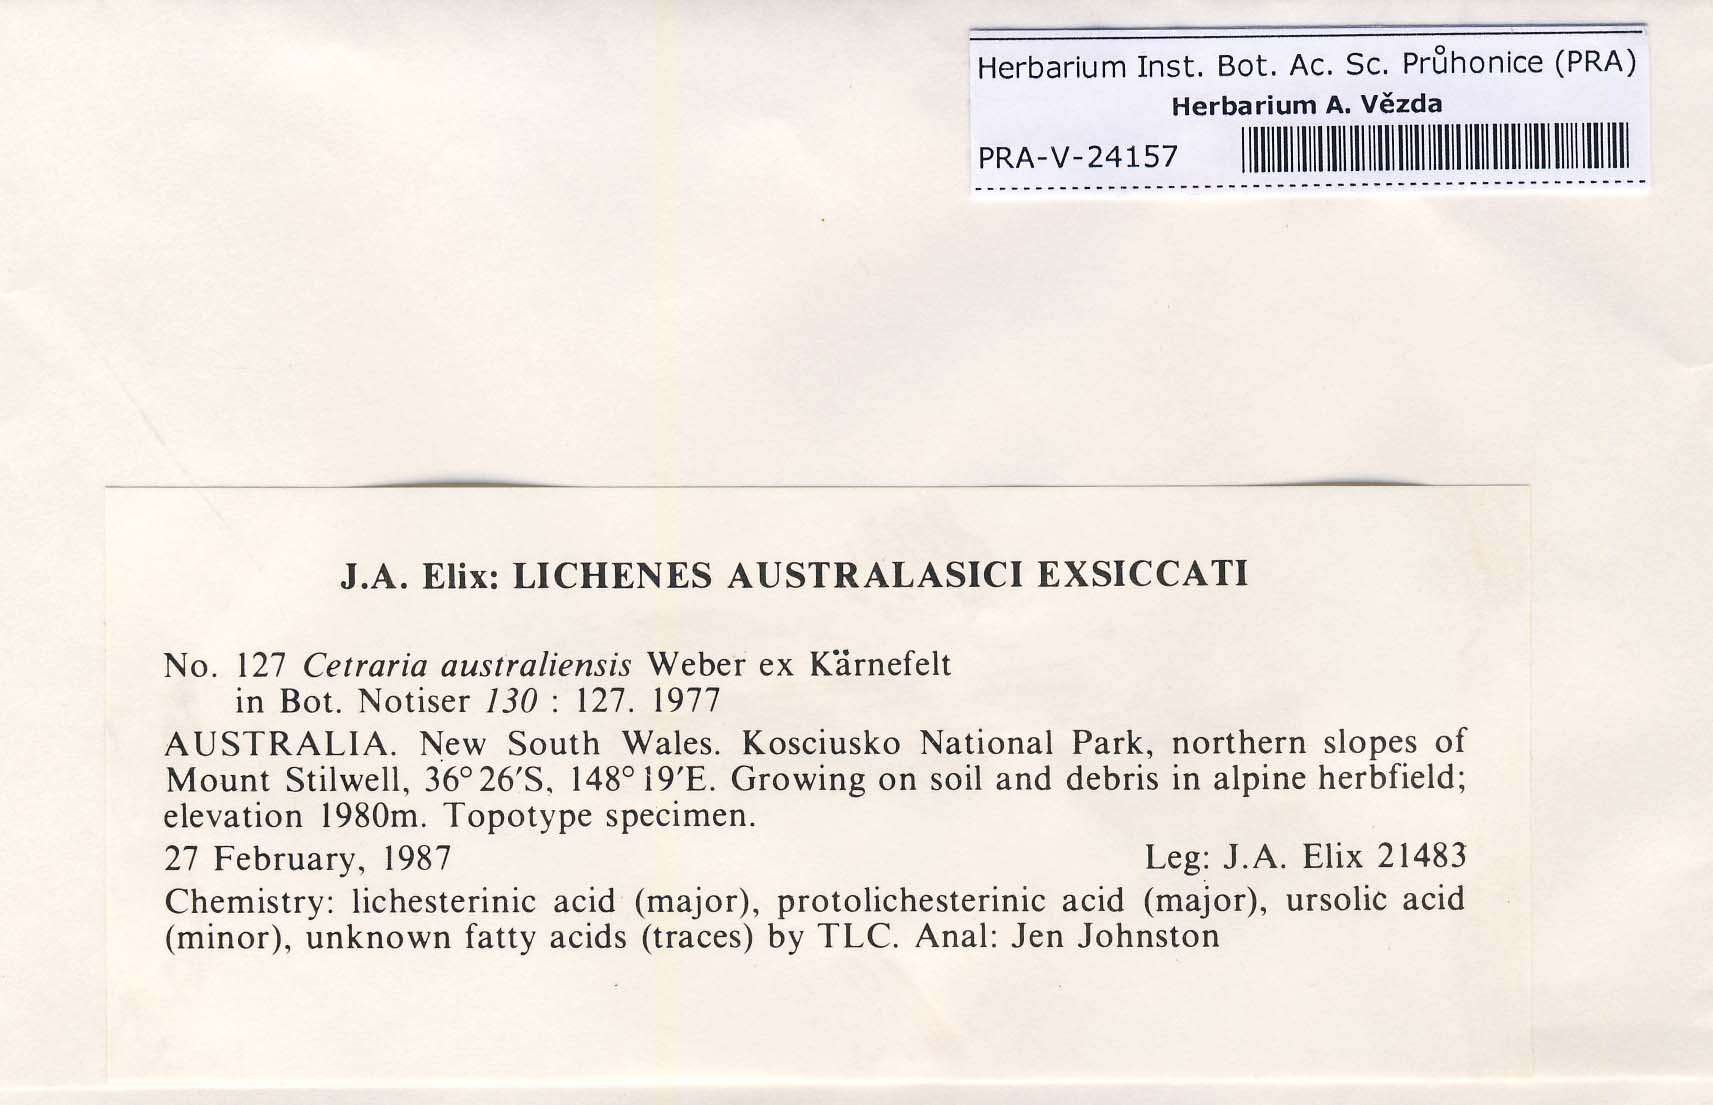 Herbarium Inst. Bot. Ac. Sc. Průhonice (PRA)
Herbarium A. Vězda
PRA-V-24157
J.A. Elix: LICHENES AUSTRALASICI EXSICCATI
No. 127 Cetraria australiensis Weber ex Kärnefelt
in Bot. Notiser 130 : 127. 1977
AUSTRALIA. New South Wales. Kosciusko National Park, northern slopes of
Mount Stilwell, 36° 26′S, 148° 19′E. Growing on soil and debris in alpine herbfield;
elevation 1980m. Topotype specimen.
27 February, 1987 Leg: J.A. Elix 21483
Chemistry: lichesterinic acid (major), protolichesterinic acid (major), ursolic acid
(minor), unknown fatty acids (traces) by TLC. Anal: Jen Johnston